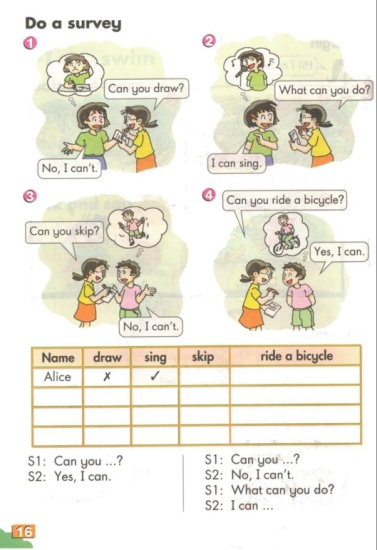 Do a survey
1
Can you draw?
No, I can't.
2
What can you do?
I can sing.
3
Can you skip?
No, I can't.
4
Can you ride a bicycle?
Yes, I can.
Name draw sing skip ride a bicycle
Alice ✗ ✓
S1: Can you ...?
S2: Yes, I can.
S1: Can you ...?
S2: No, I can't.
S1: What can you do?
S2: I can ...
16